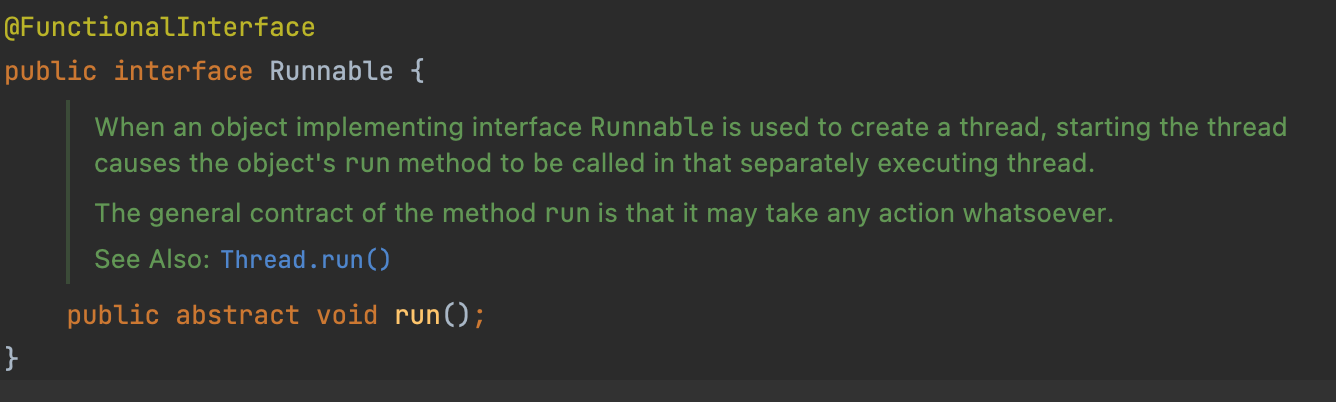 @FunctionalInterface
public interface Runnable {
When an object implementing interface Runnable is used to create a thread, starting the thread
causes the object's run method to be called in that separately executing thread.
The general contract of the method run is that it may take any action whatsoever.
See Also: Thread.run()
public abstract void run();
}